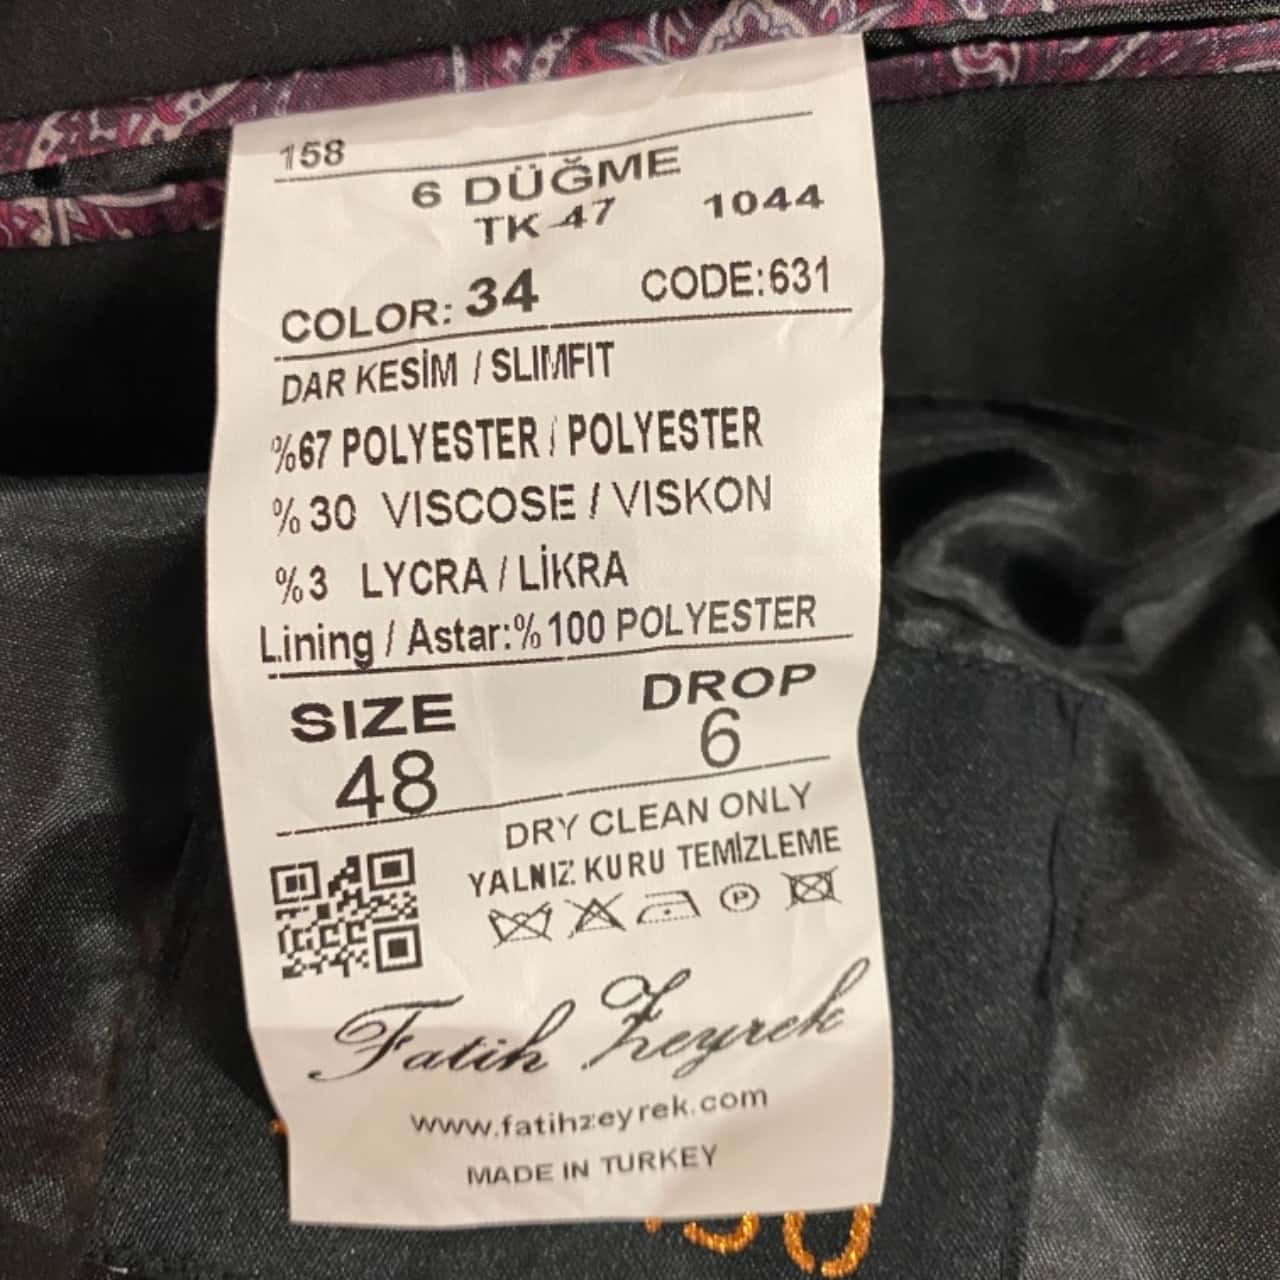 158
6 DÜĞME
TK-47 1044
COLOR: 34 CODE:631
DAR KESİM / SLIMFIT
%67 POLYESTER / POLYESTER
%30 VISCOSE / VISKON
%3 LYCRA / LİKRA
Lining / Astar:%100 POLYESTER
SIZE DROP
48 6
DRY CLEAN ONLY
YALNIZ KURU TEMİZLEME
P
Fatih Zeyrek
www.fatihzeyrek.com
MADE IN TURKEY